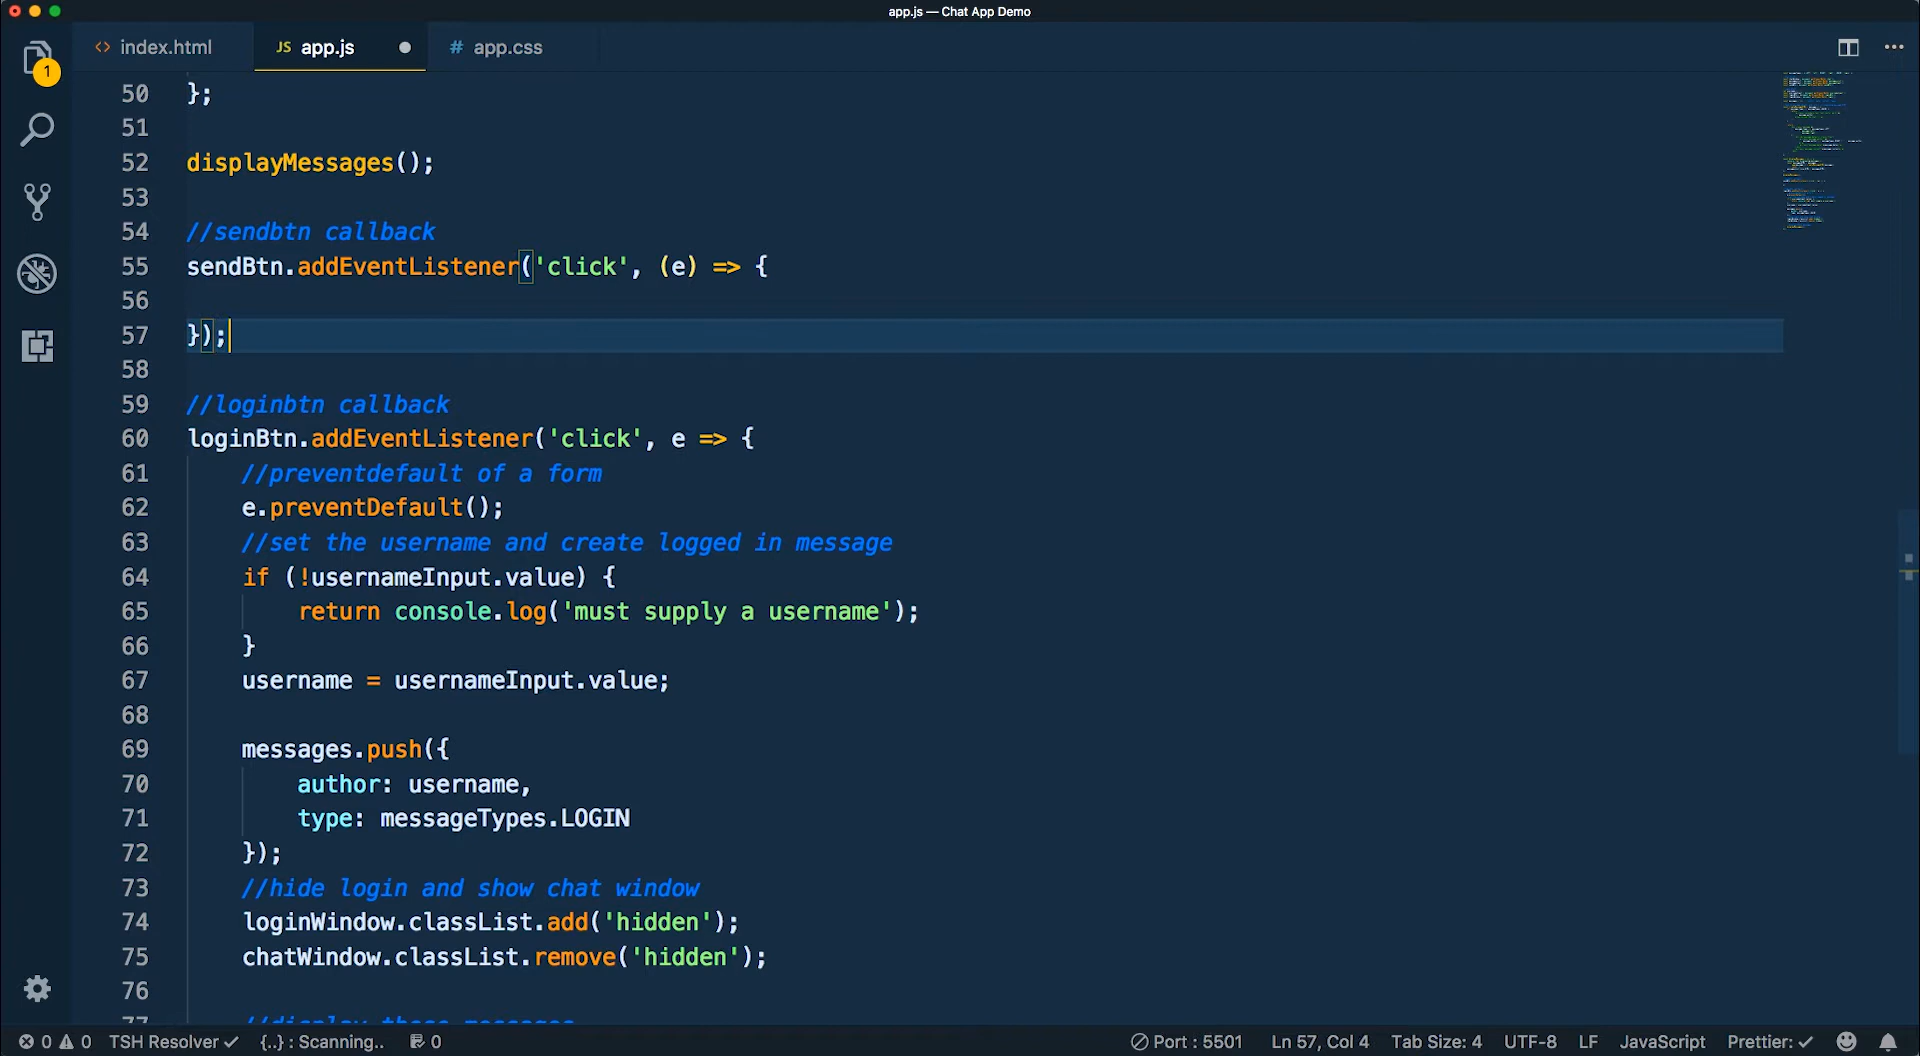 app.js — Chat App Demo
<> index.html
JS app.js
# app.css
1
50 };
51
52 displayMessages();
53
54 //sendbtn callback
55 sendBtn.addEventListener('click', (e) => {
56
57 });
58
59 //loginbtn callback
60 loginBtn.addEventListener('click', e => {
61 //preventdefault of a form
62 e.preventDefault();
63 //set the username and create logged in message
64 if (!usernameInput.value) {
65 return console.log('must supply a username');
66 }
67 username = usernameInput.value;
68
69 messages.push({
70 author: username,
71 type: messageTypes.LOGIN
72 });
73 //hide login and show chat window
74 loginWindow.classList.add('hidden');
75 chatWindow.classList.remove('hidden');
76
77 //display these messages
0 0 TSH Resolver ✓ {..} : Scanning.. 0 Port : 5501 Ln 57, Col 4 Tab Size: 4 UTF-8 LF JavaScript Prettier: ✓